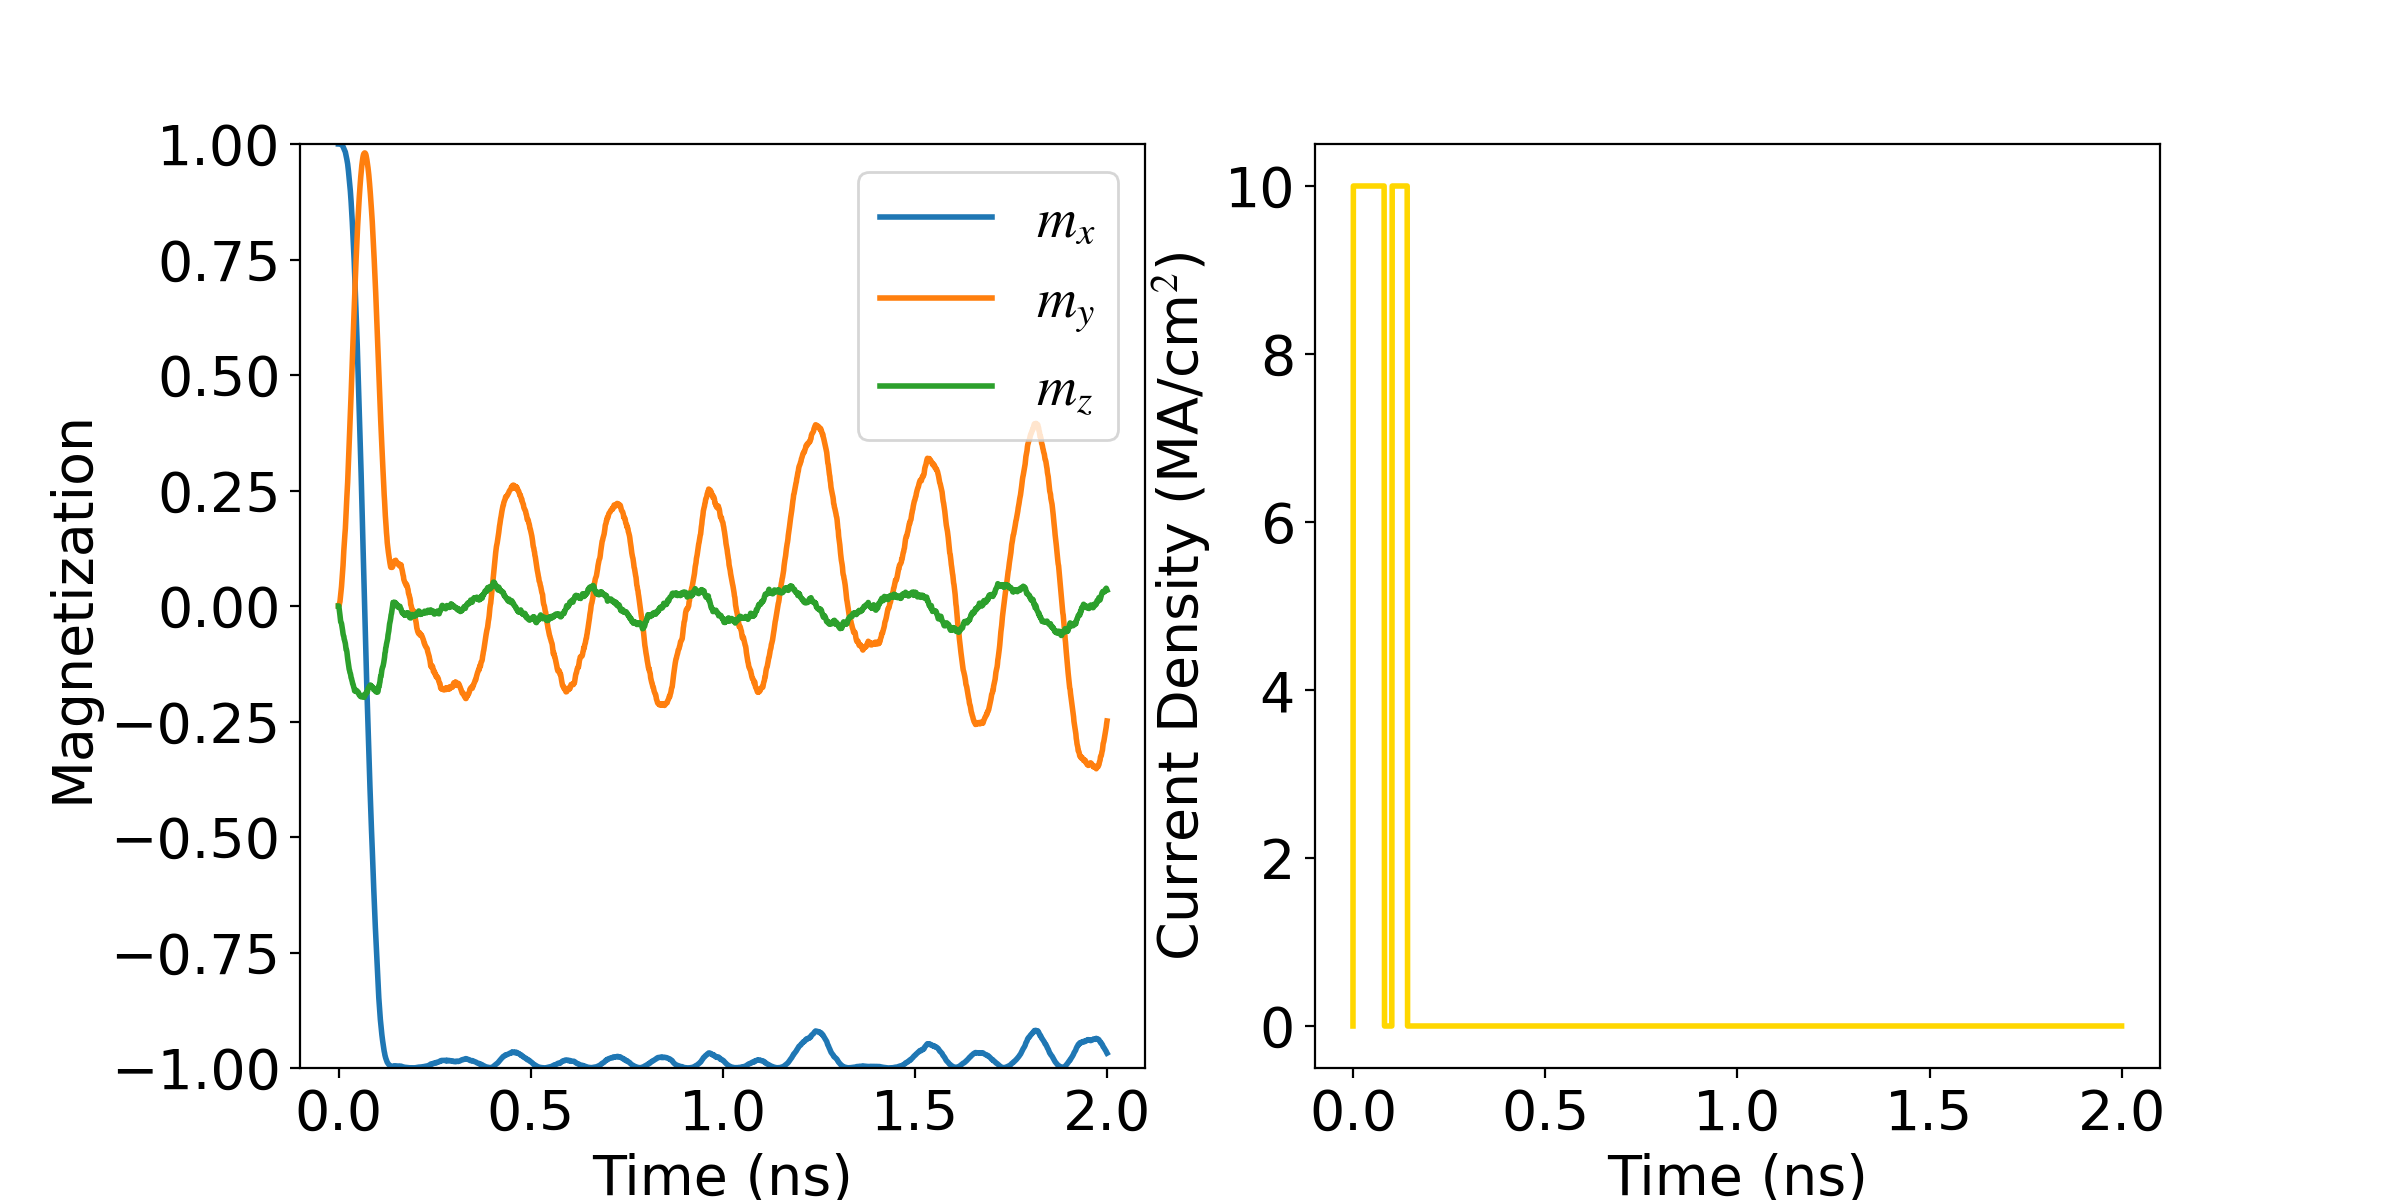 1.00
0.75
0.50
0.25
0.00
−0.25
−0.50
−0.75
−1.00
Magnetization
0.0 0.5 1.0 1.5 2.0
Time (ns)
m_x
m_y
m_z
10
8
6
4
2
0
Current Density (MA/cm²)
0.0 0.5 1.0 1.5 2.0
Time (ns)